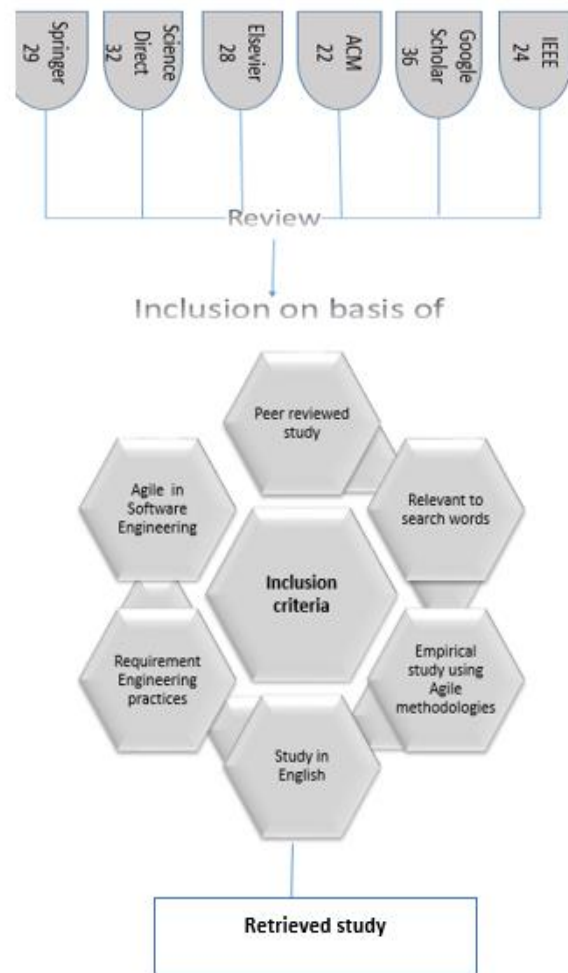 Springer
29
Science
Direct
32
Elsevier
28
ACM
22
Google
Scholar
36
IEEE
24
Review
Inclusion on basis of
Peer reviewed
study
Agile in
Software
Engineering
Relevant to
search words
Inclusion
criteria
Requirement
Engineering
practices
Empirical
study using
Agile
methodologies
Study in
English
Retrieved study